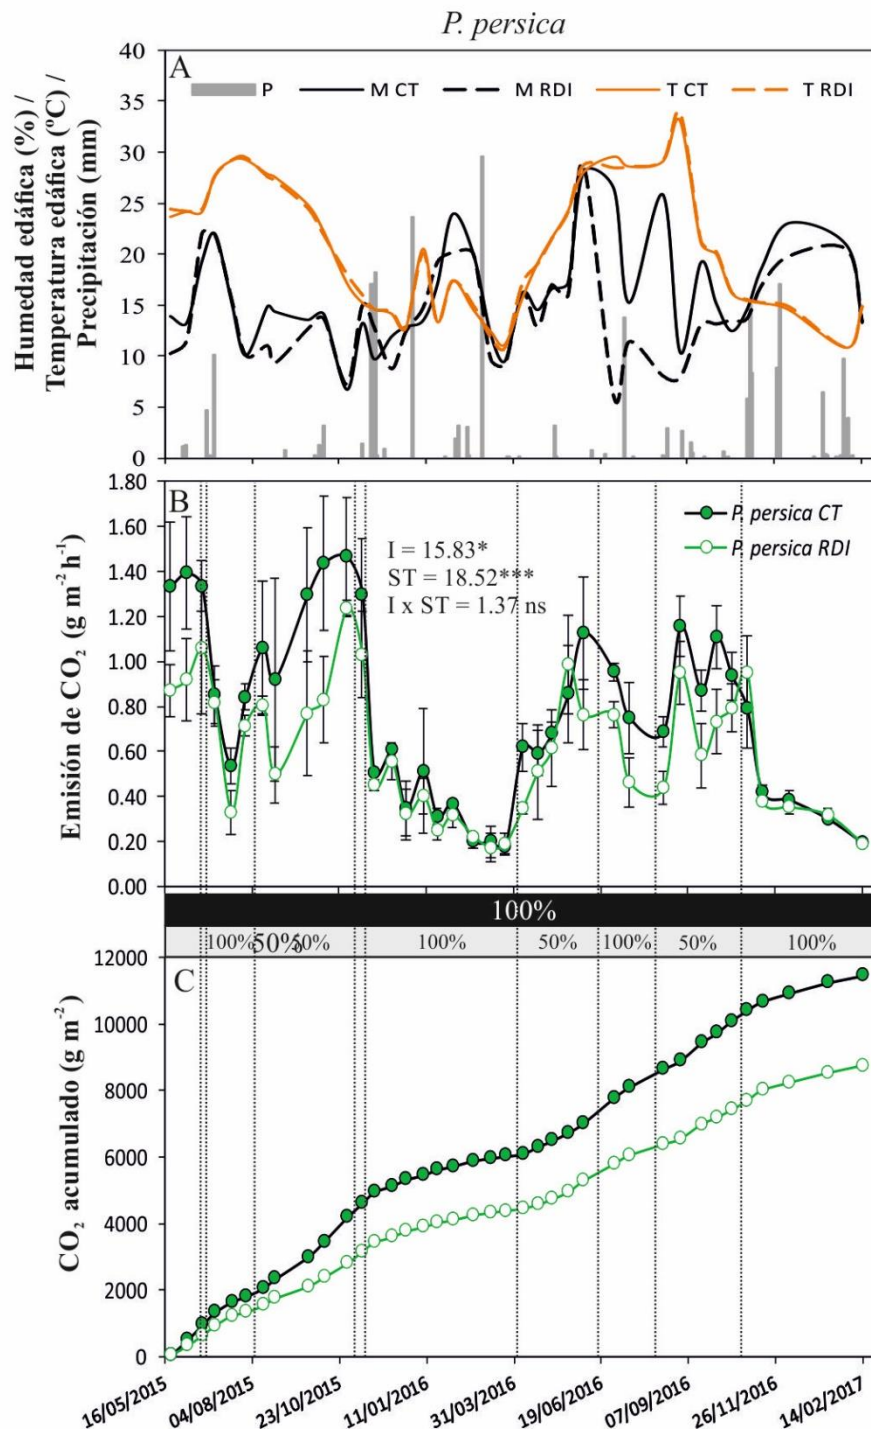 P. persica
A
P M CT M RDI T CT T RDI
Humedad edáfica (%) /
Temperatura edáfica (ºC) /
Precipitación (mm)
40
35
30
25
20
15
10
5
0
B
P. persica CT
P. persica RDI
I = 15.83*
ST = 18.52***
I x ST = 1.37 ns
Emisión de CO₂ (g m⁻² h⁻¹)
1.80
1.60
1.40
1.20
1.00
0.80
0.60
0.40
0.20
0.00
100%
100% 50% 50% 100% 50% 100% 50% 100%
C
CO₂ acumulado (g m⁻²)
12000
10000
8000
6000
4000
2000
0
16/05/2015 04/08/2015 23/10/2015 11/01/2016 31/03/2016 19/06/2016 07/09/2016 26/11/2016 14/02/2017